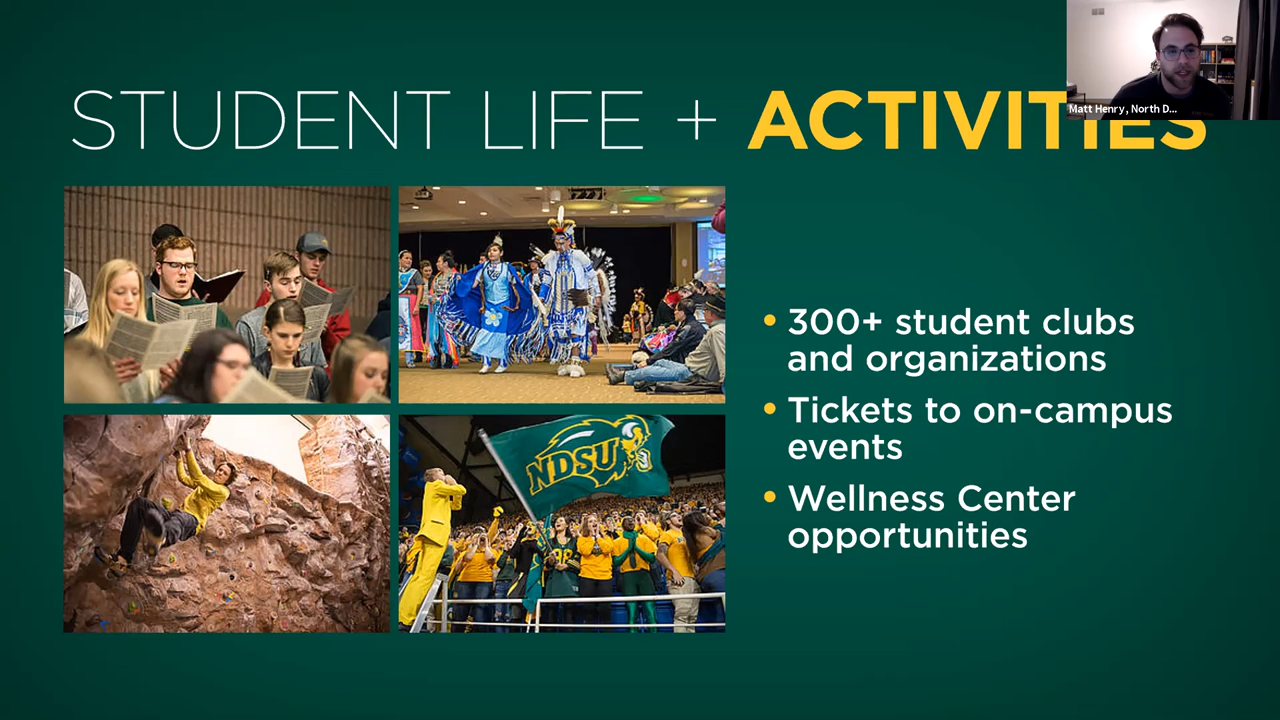 STUDENT LIFE + ACTIVITIES
Matt Henry, North D...
NDSU
• 300+ student clubs
and organizations
• Tickets to on-campus
events
• Wellness Center
opportunities